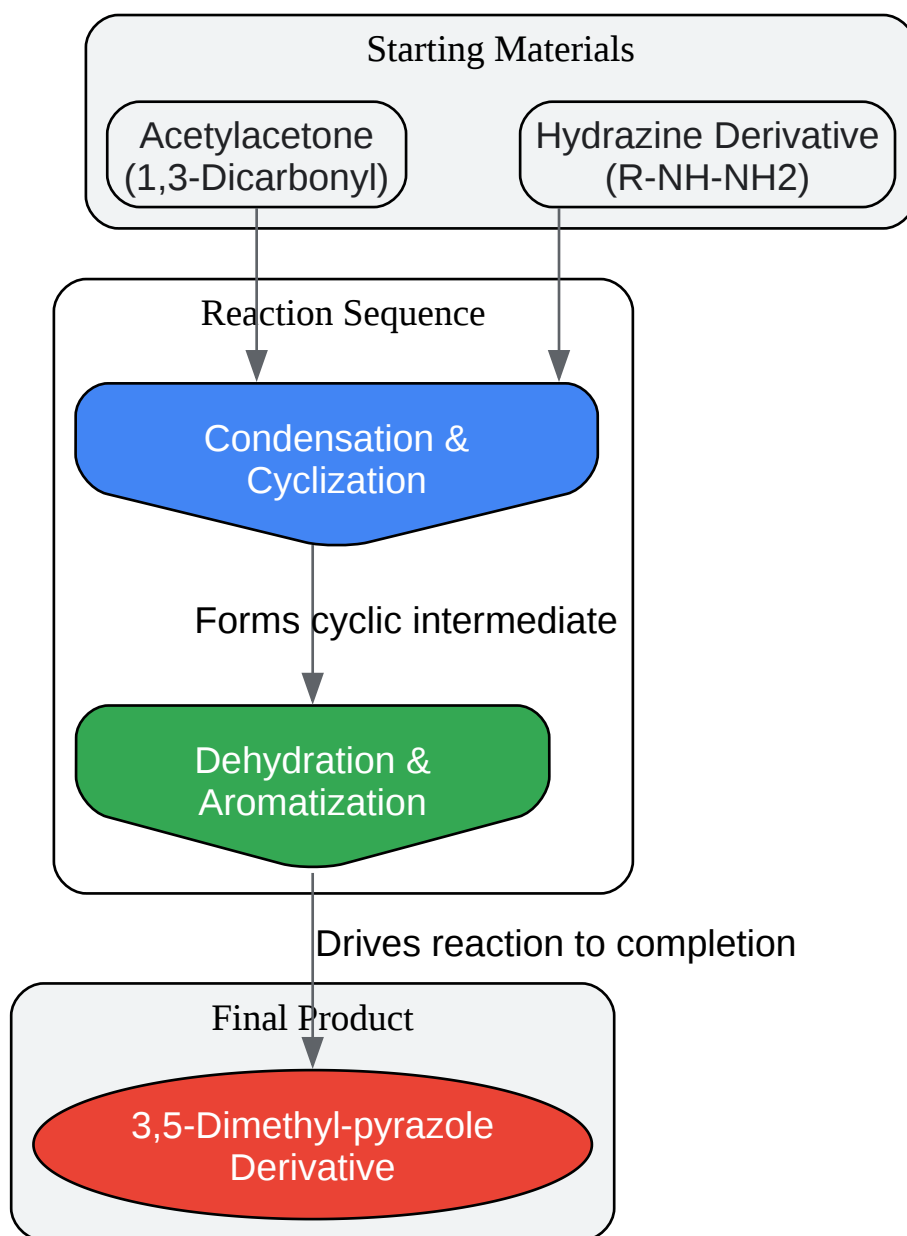 Starting Materials
Acetylacetone
(1,3-Dicarbonyl)
Hydrazine Derivative
(R-NH-NH2)
Reaction Sequence
Condensation &
Cyclization
Forms cyclic intermediate
Dehydration &
Aromatization
Drives reaction to completion
Final Product
3,5-Dimethyl-pyrazole
Derivative